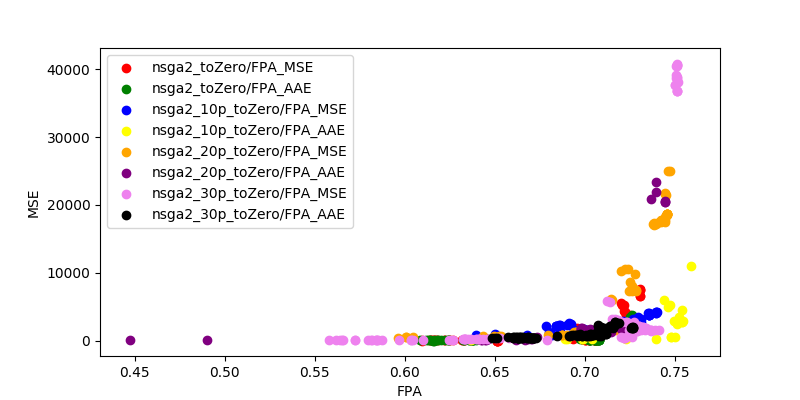 40000
30000
20000
10000
0
MSE
nsga2_toZero/FPA_MSE
nsga2_toZero/FPA_AAE
nsga2_10p_toZero/FPA_MSE
nsga2_10p_toZero/FPA_AAE
nsga2_20p_toZero/FPA_MSE
nsga2_20p_toZero/FPA_AAE
nsga2_30p_toZero/FPA_MSE
nsga2_30p_toZero/FPA_AAE
0.45 0.50 0.55 0.60 0.65 0.70 0.75
FPA